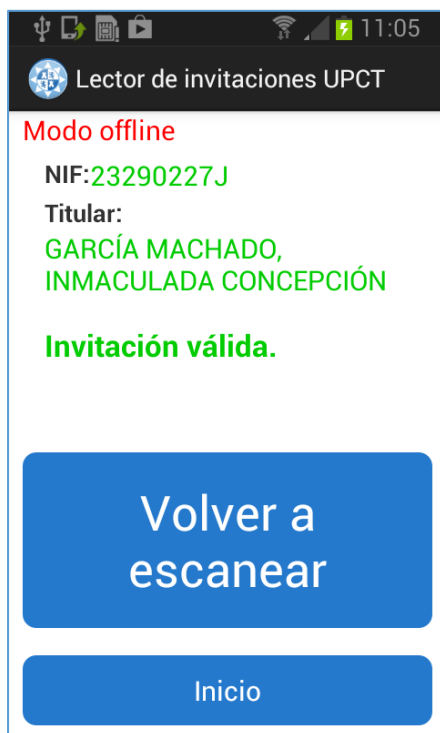 11:05
Lector de invitaciones UPCT
Modo offline
NIF:23290227J
Titular:
GARCÍA MACHADO,
INMACULADA CONCEPCIÓN
Invitación válida.
Volver a
escanear
Inicio